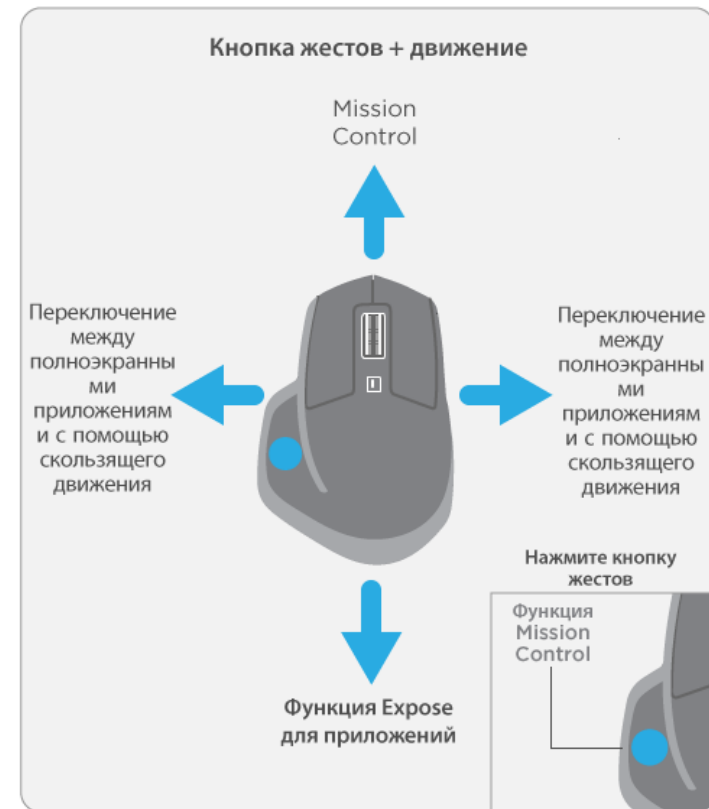 Кнопка жестов + движение
Mission
Control
Переключение
между
полноэкранны
ми
приложениям
и с помощью
скользящего
движения
Переключение
между
полноэкранны
ми
приложениям
и с помощью
скользящего
движения
Функция Expose
для приложений
Нажмите кнопку
жестов
Функция
Mission
Control